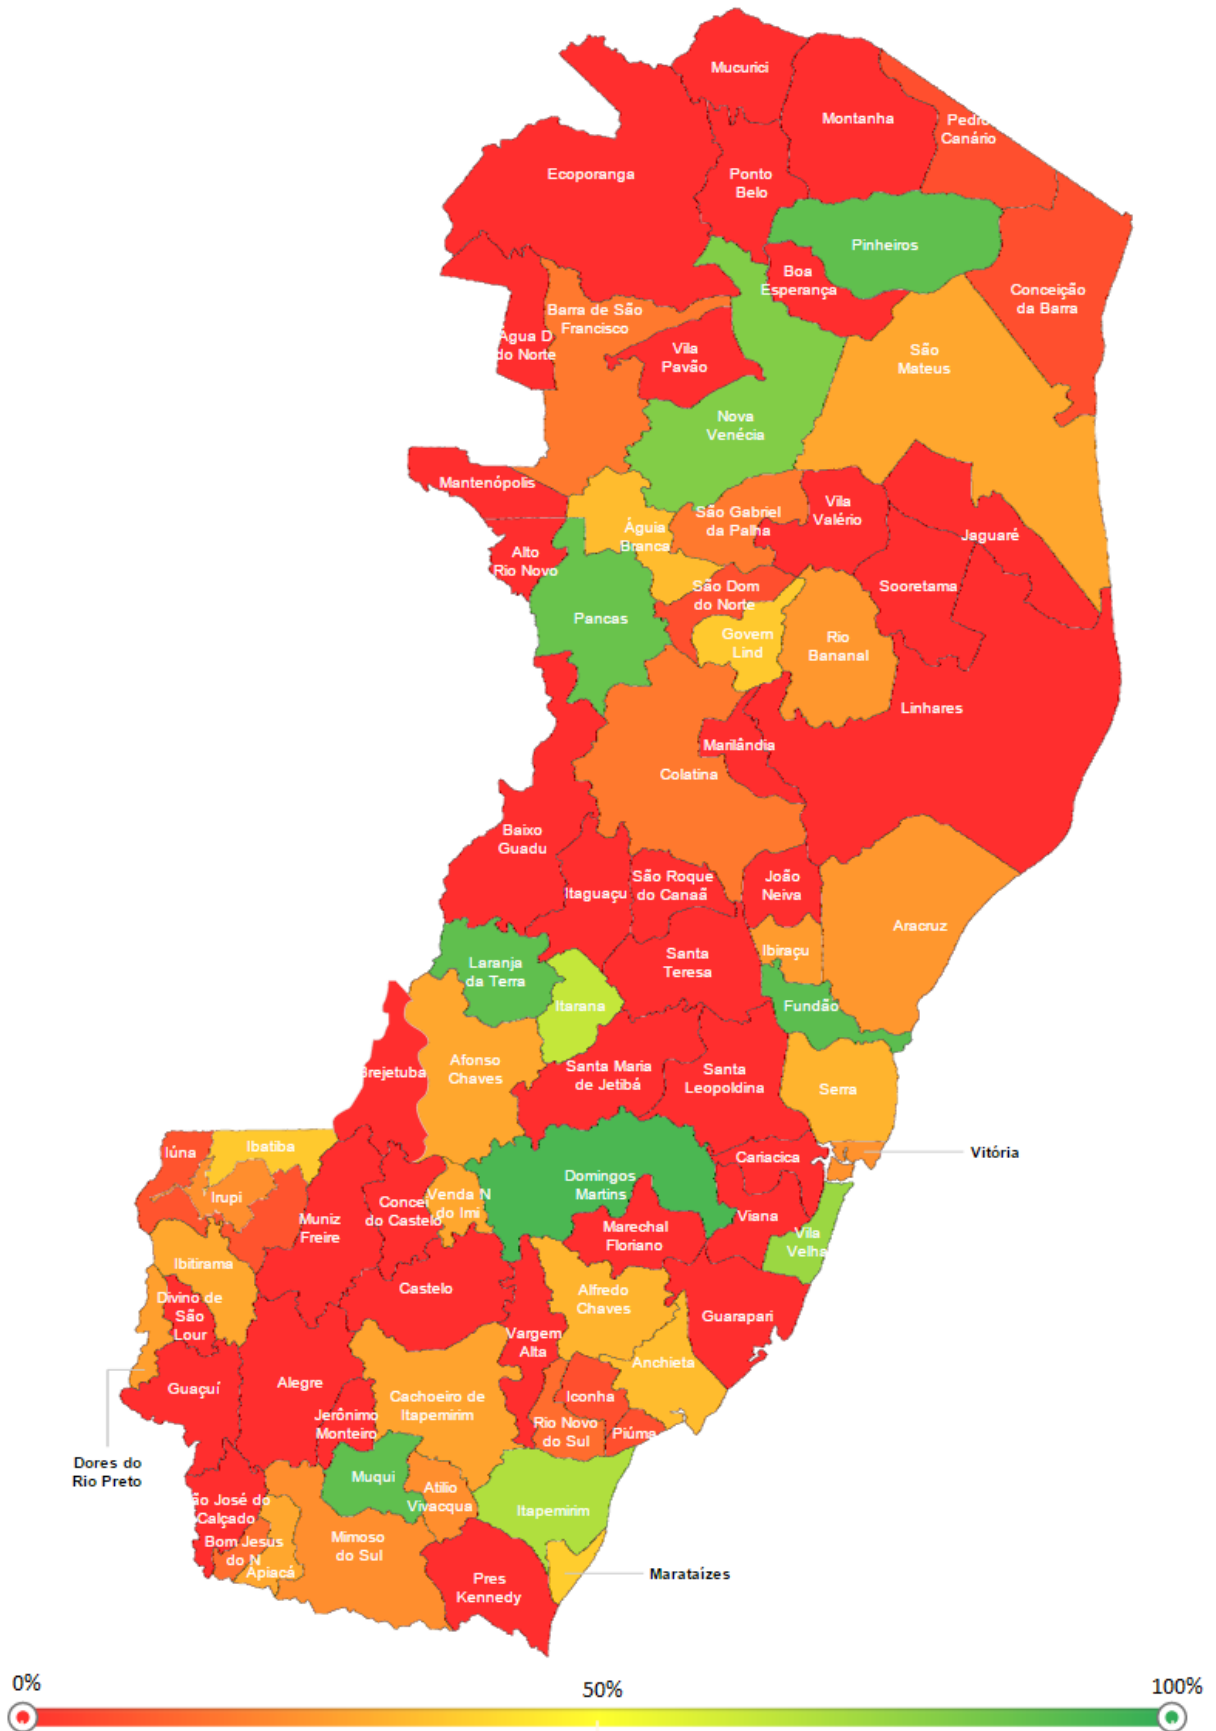 Mucurici
Montanha
Pedro
Canário
Ecoporanga
Ponto
Belo
Pinheiros
Boa
Esperança
Conceição
da Barra
Barra de São
Francisco
Água D
do Norte
Vila
Pavão
São
Mateus
Nova
Venécia
Mantenópolis
Vila
Valério
São Gabriel
da Palha
Águia
Branca
Jaguaré
Alto
Rio Novo
São Dom
do Norte
Sooretama
Pancas
Govern
Lind
Rio
Bananal
Linhares
Marilândia
Colatina
Baixo
Guadu
Itaguaçu
São Roque
do Canaã
João
Neiva
Aracruz
Ibiraçu
Santa
Teresa
Laranja
da Terra
Itarana
Fundão
Afonso
Chaves
Brejetuba
Santa Maria
de Jetibá
Santa
Leopoldina
Serra
Ibatiba
Iúna
Vitória
Cariacica
Domingos
Martins
Irupi
Venda N
do Imi
Concei
do Castelo
Muniz
Freire
Marechal
Floriano
Viana
Vila
Velha
Ibitirama
Castelo
Alfredo
Chaves
Divino de
São
Lour
Guarapari
Vargem
Alta
Anchieta
Guaçuí
Alegre
Cachoeiro de
Itapemirim
Iconha
Jerônimo
Monteiro
Rio Novo
do Sul
Piúma
Dores do
Rio Preto
Muqui
Atilio
Vivacqua
ão José do
Calçado
Itapemirim
Bom Jesus
do N
Mimoso
do Sul
Apiacá
Pres
Kennedy
Marataízes
0%
50%
100%